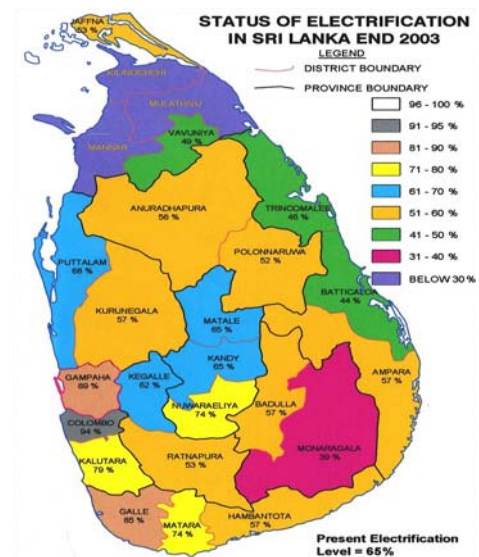 STATUS OF ELECTRIFICATION
IN SRI LANKA END 2003
LEGEND
DISTRICT BOUNDARY
PROVINCE BOUNDARY
96 - 100 %
91 - 95 %
81 - 90 %
71 - 80 %
61 - 70 %
51 - 60 %
41 - 50 %
31 - 40 %
BELOW 30 %
JAFFNA
53 %
KILINOCHCHI
MULATHIVU
MANNAR
VAVUNIYA
49 %
ANURADHAPURA
56 %
TRINCOMALEE
46 %
POLONNARUWA
52 %
PUTTALAM
68 %
BATTICALOA
44 %
KURUNEGALA
57 %
MATALE
65 %
KANDY
65 %
AMPARA
57 %
GAMPAHA
89 %
KEGALLE
62 %
NUWARAELIYA
74 %
BADULLA
57 %
COLOMBO
94 %
MONARAGALA
39 %
KALUTARA
79 %
RATNAPURA
53 %
GALLE
85 %
MATARA
74 %
HAMBANTOTA
57 %
Present Electrification
Level = 65%